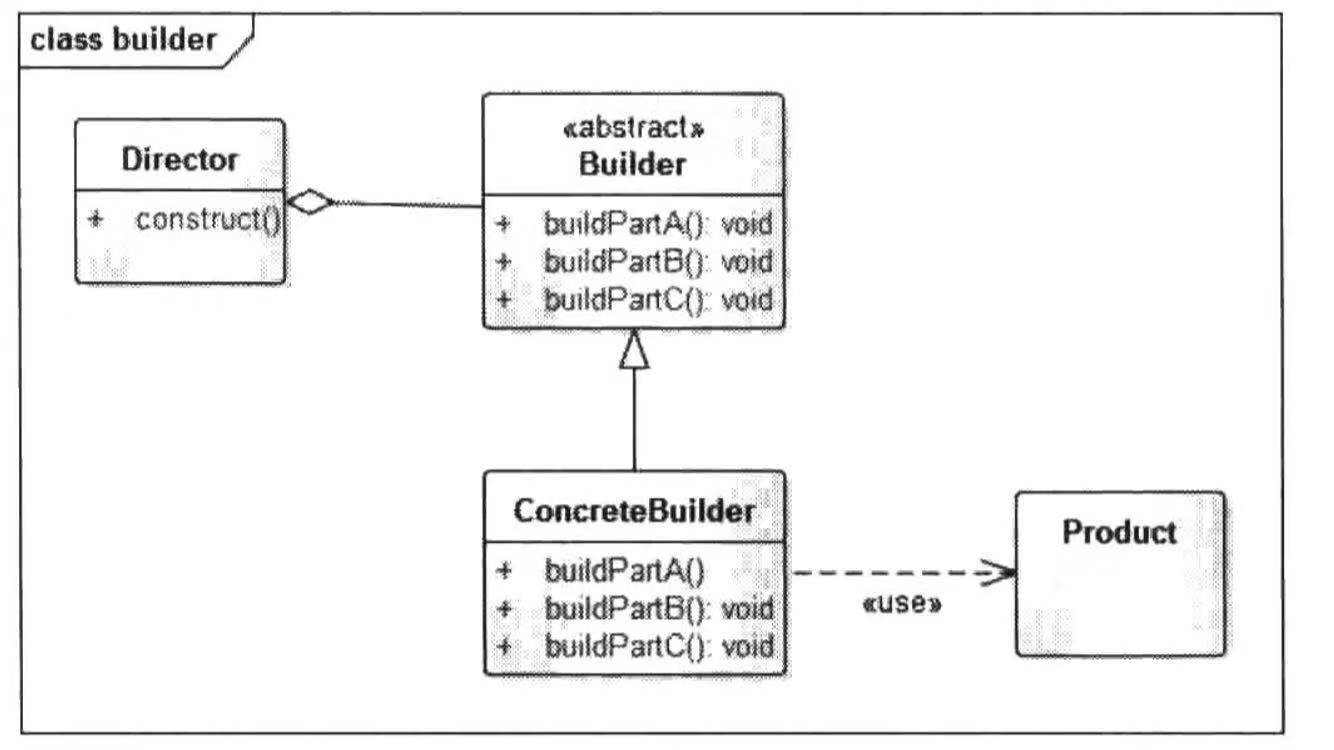 class builder
Director
+ construct()
«abstract»
Builder
+ buildPartA(): void
+ buildPartB(): void
+ buildPartC(): void
ConcreteBuilder
+ buildPartA()
+ buildPartB(): void
+ buildPartC(): void
«use»
Product